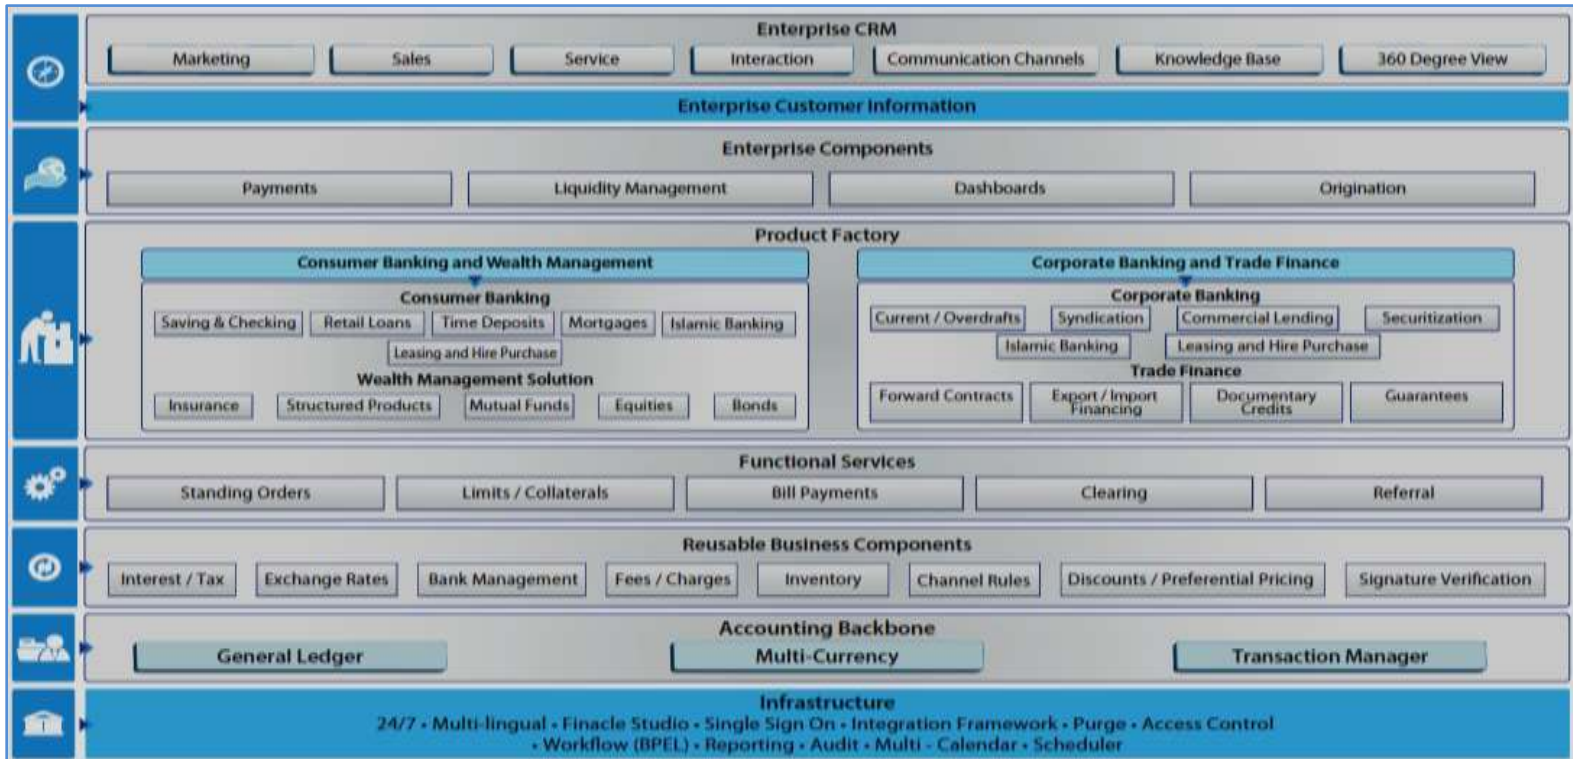 Enterprise CRM
Marketing Sales Service Interaction Communication Channels Knowledge Base 360 Degree View
Enterprise Customer Information
Enterprise Components
Payments Liquidity Management Dashboards Origination
Product Factory
Consumer Banking and Wealth Management
Consumer Banking
Saving & Checking Retail Loans Time Deposits Mortgages Islamic Banking
Leasing and Hire Purchase
Wealth Management Solution
Insurance Structured Products Mutual Funds Equities Bonds
Corporate Banking and Trade Finance
Corporate Banking
Current / Overdrafts Syndication Commercial Lending Securitization
Islamic Banking Leasing and Hire Purchase
Trade Finance
Forward Contracts Export / Import Financing Documentary Credits Guarantees
Functional Services
Standing Orders Limits / Collaterals Bill Payments Clearing Referral
Reusable Business Components
Interest / Tax Exchange Rates Bank Management Fees / Charges Inventory Channel Rules Discounts / Preferential Pricing Signature Verification
Accounting Backbone
General Ledger Multi-Currency Transaction Manager
Infrastructure
24/7 • Multi-lingual • Finacle Studio • Single Sign On • Integration Framework • Purge • Access Control
• Workflow (BPEL) • Reporting • Audit • Multi - Calendar • Scheduler